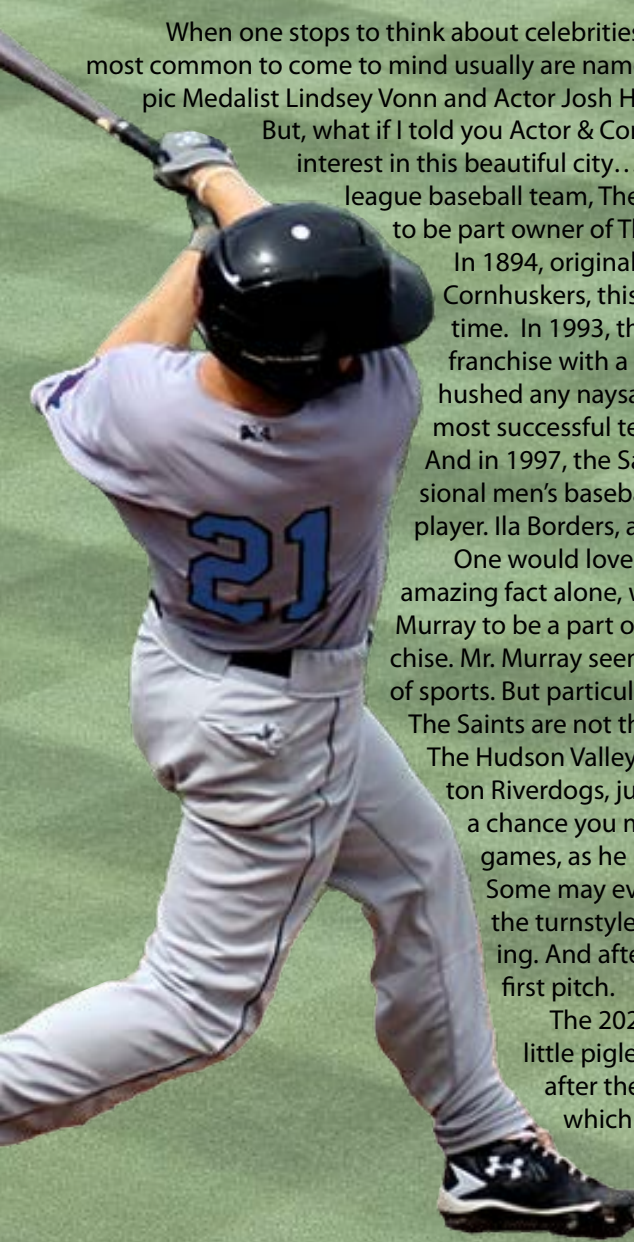 When one stops to think about celebrities
most common to come to mind usually are nam
pic Medalist Lindsey Vonn and Actor Josh H
But, what if I told you Actor & Co
interest in this beautiful city…
league baseball team, The
to be part owner of T
In 1894, original
Cornhuskers, this
time. In 1993, th
franchise with a
hushed any naysa
most successful te
And in 1997, the Sa
sional men's baseb
player. Ila Borders, a
One would love
amazing fact alone, w
Murray to be a part o
chise. Mr. Murray seem
of sports. But particul
The Saints are not th
The Hudson Valley
ton Riverdogs, ju
a chance you m
games, as he
Some may ev
the turnstyle
ing. And afte
first pitch.
The 202
little pigle
after the
which
21